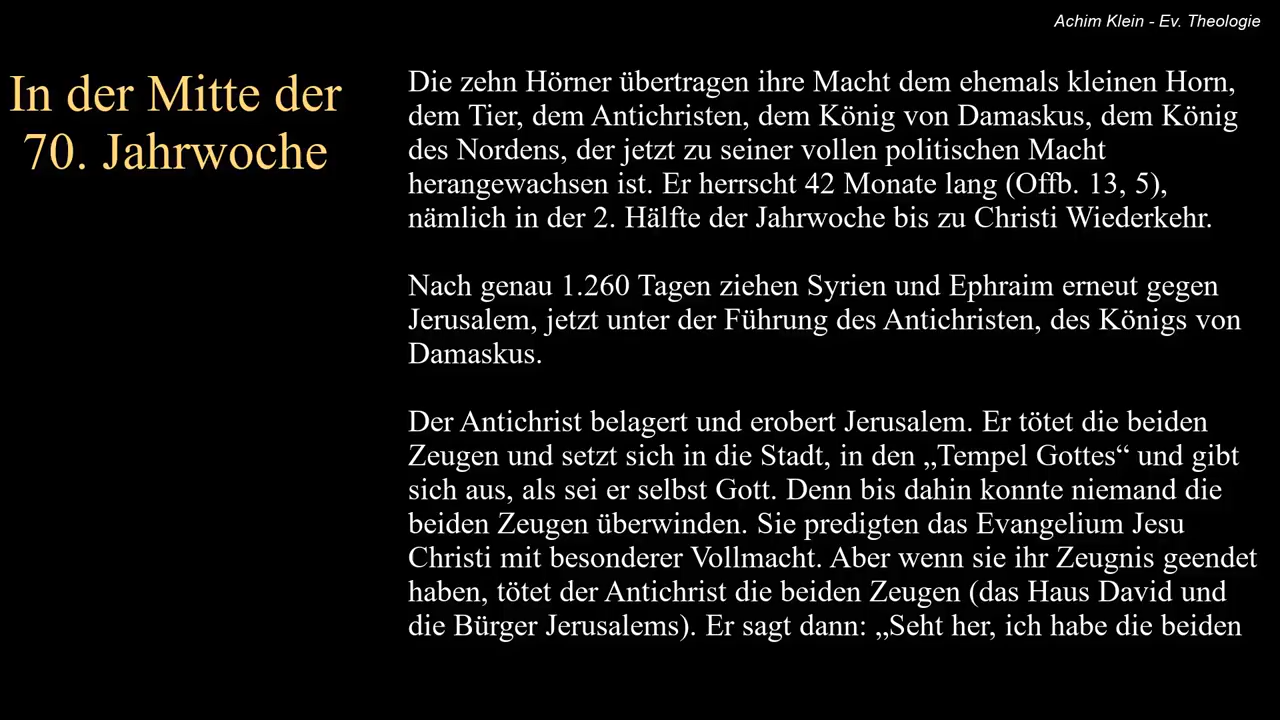 Achim Klein - Ev. Theologie
In der Mitte der
70. Jahrwoche
Die zehn Hörner übertragen ihre Macht dem ehemals kleinen Horn,
dem Tier, dem Antichristen, dem König von Damaskus, dem König
des Nordens, der jetzt zu seiner vollen politischen Macht
herangewachsen ist. Er herrscht 42 Monate lang (Offb. 13, 5),
nämlich in der 2. Hälfte der Jahrwoche bis zu Christi Wiederkehr.
Nach genau 1.260 Tagen ziehen Syrien und Ephraim erneut gegen
Jerusalem, jetzt unter der Führung des Antichristen, des Königs von
Damaskus.
Der Antichrist belagert und erobert Jerusalem. Er tötet die beiden
Zeugen und setzt sich in die Stadt, in den „Tempel Gottes“ und gibt
sich aus, als sei er selbst Gott. Denn bis dahin konnte niemand die
beiden Zeugen überwinden. Sie predigten das Evangelium Jesu
Christi mit besonderer Vollmacht. Aber wenn sie ihr Zeugnis geendet
haben, tötet der Antichrist die beiden Zeugen (das Haus David und
die Bürger Jerusalems). Er sagt dann: „Seht her, ich habe die beiden